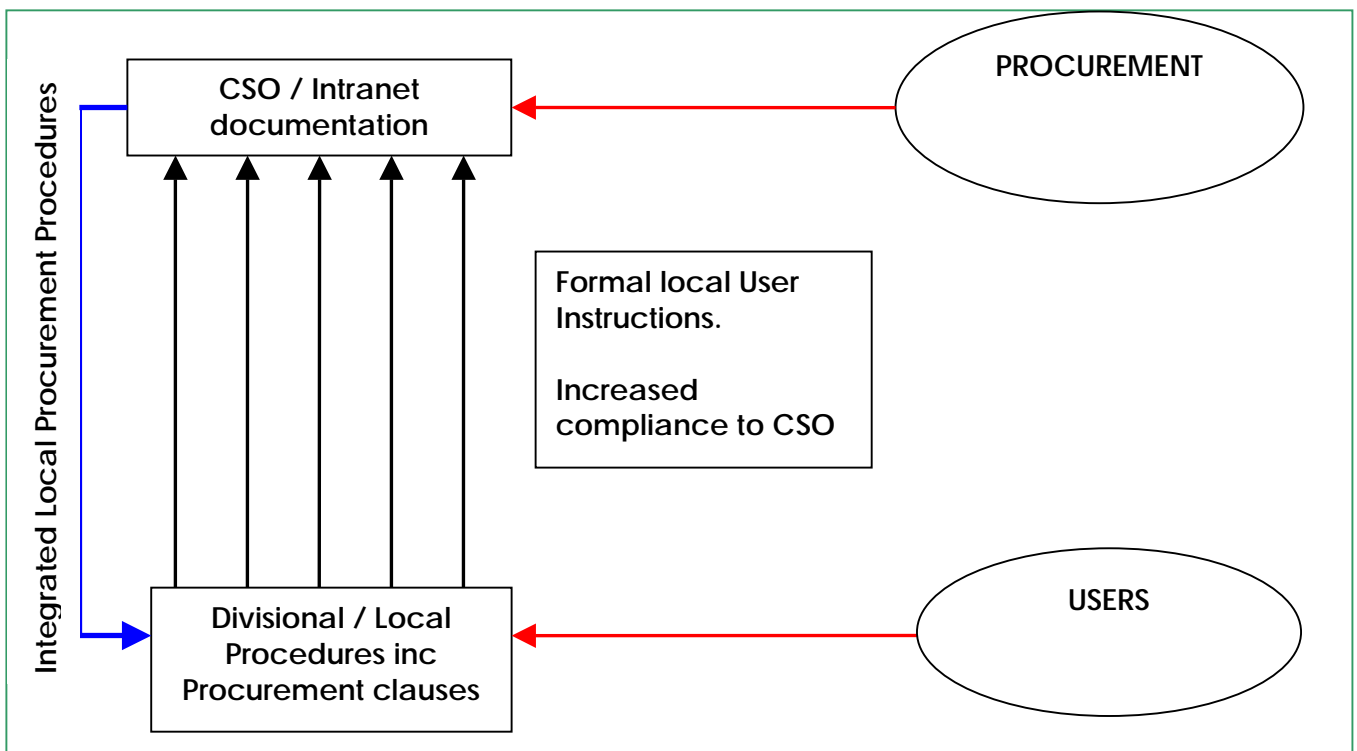 Integrated Local Procurement Procedures
CSO / Intranet
documentation
PROCUREMENT
Formal local User
Instructions.
Increased
compliance to CSO
Divisional / Local
Procedures inc
Procurement clauses
USERS